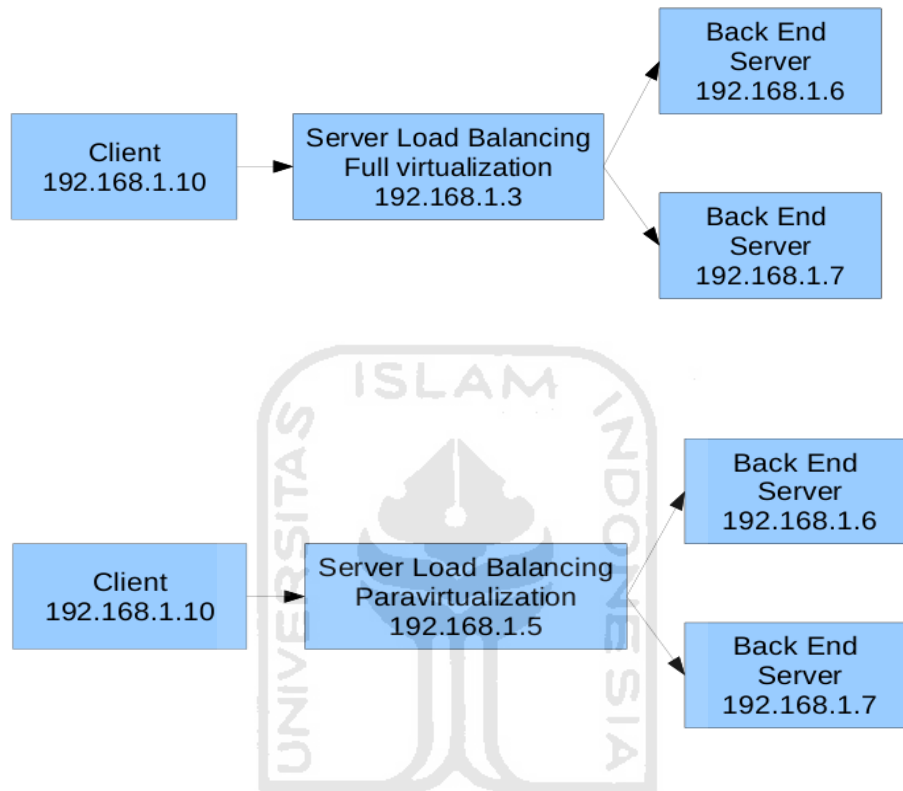 Back End
Server
192.168.1.6
Client
192.168.1.10
Server Load Balancing
Full virtualization
192.168.1.3
Back End
Server
192.168.1.7
UNIVERSITAS
ISLAM
INDONESIA
Back End
Server
192.168.1.6
Client
192.168.1.10
Server Load Balancing
Paravirtualization
192.168.1.5
Back End
Server
192.168.1.7